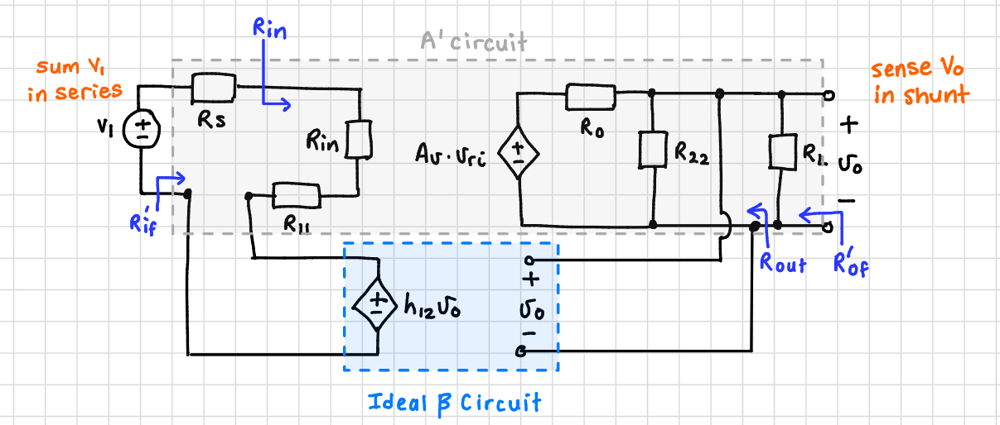 Rin
A' circuit
sum V₁
in series
sense Vo
in shunt
Rs
V₁
Rin
R₁₁
R'if
Av·vri
Ro
R₂₂
RL
+
vo
−
Rout
R'of
h₁₂vo
+
vo
−
Ideal β Circuit